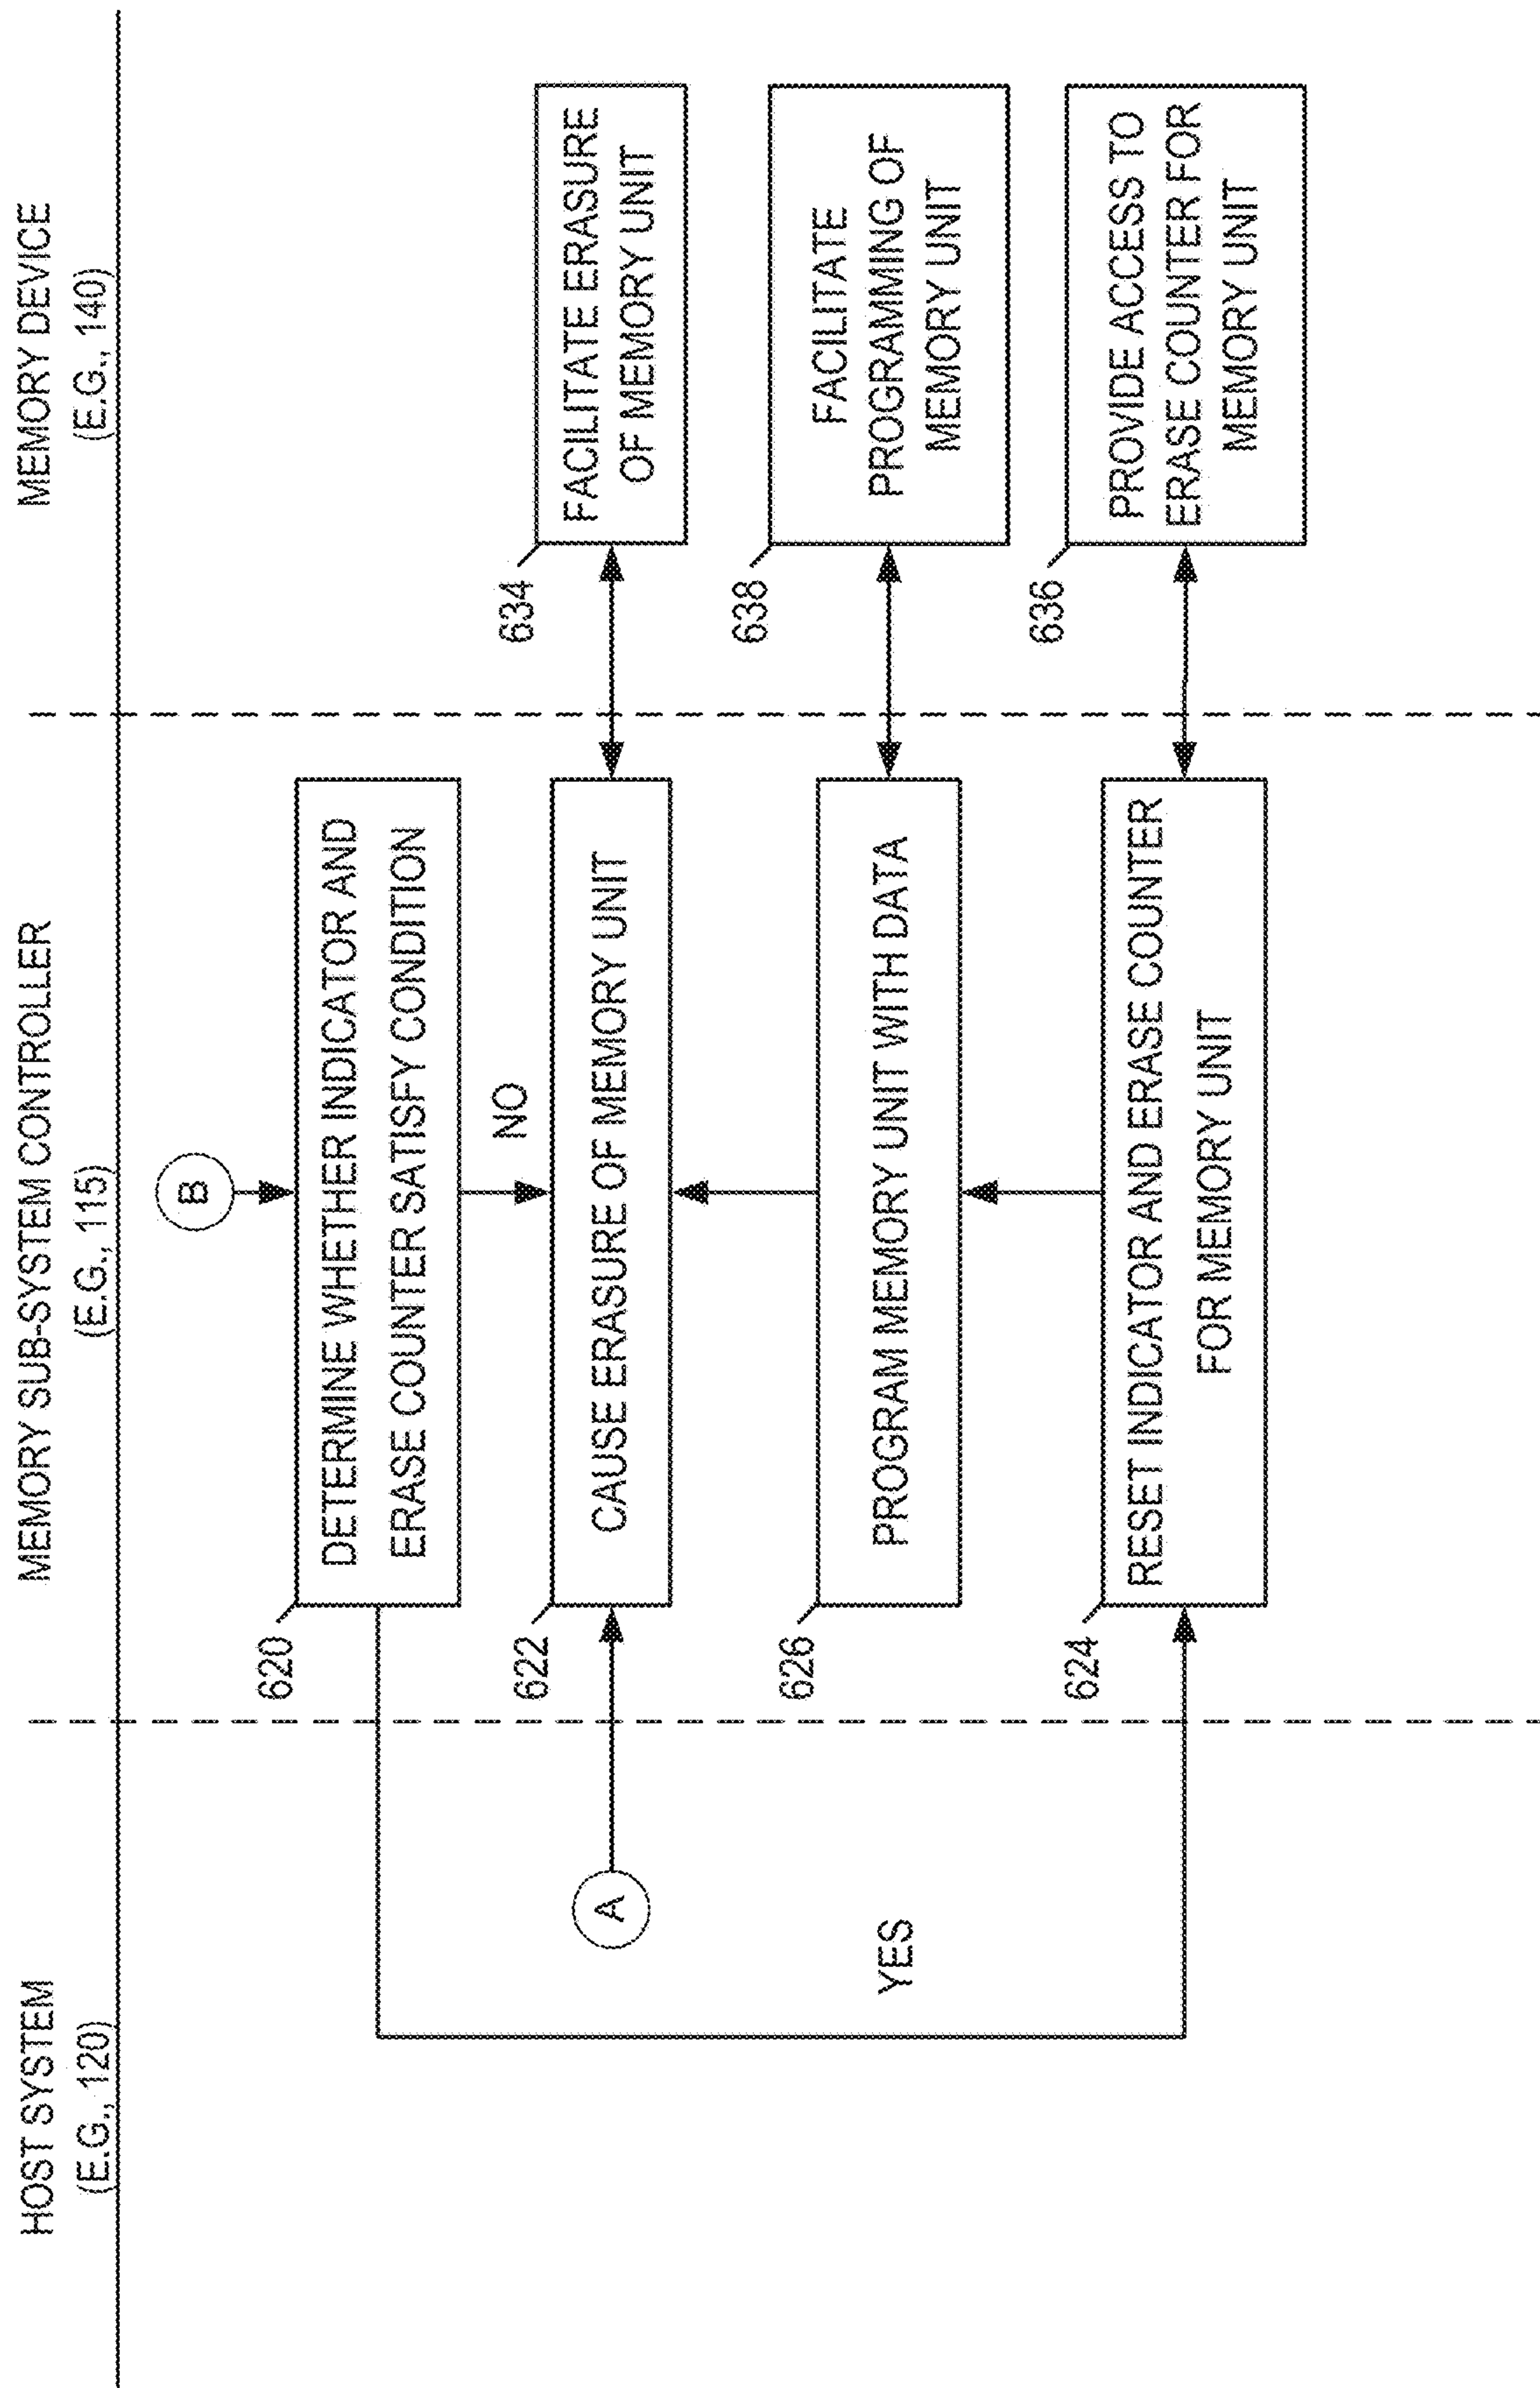 HOST SYSTEM
(E.G., 120)
MEMORY SUB-SYSTEM CONTROLLER
(E.G., 115)
MEMORY DEVICE
(E.G., 140)
B
620
DETERMINE WHETHER INDICATOR AND
ERASE COUNTER SATISFY CONDITION
NO
A
622
CAUSE ERASURE OF MEMORY UNIT
634
FACILITATE ERASURE
OF MEMORY UNIT
YES
626
PROGRAM MEMORY UNIT WITH DATA
638
FACILITATE
PROGRAMMING OF
MEMORY UNIT
624
RESET INDICATOR AND ERASE COUNTER
FOR MEMORY UNIT
636
PROVIDE ACCESS TO
ERASE COUNTER FOR
MEMORY UNIT